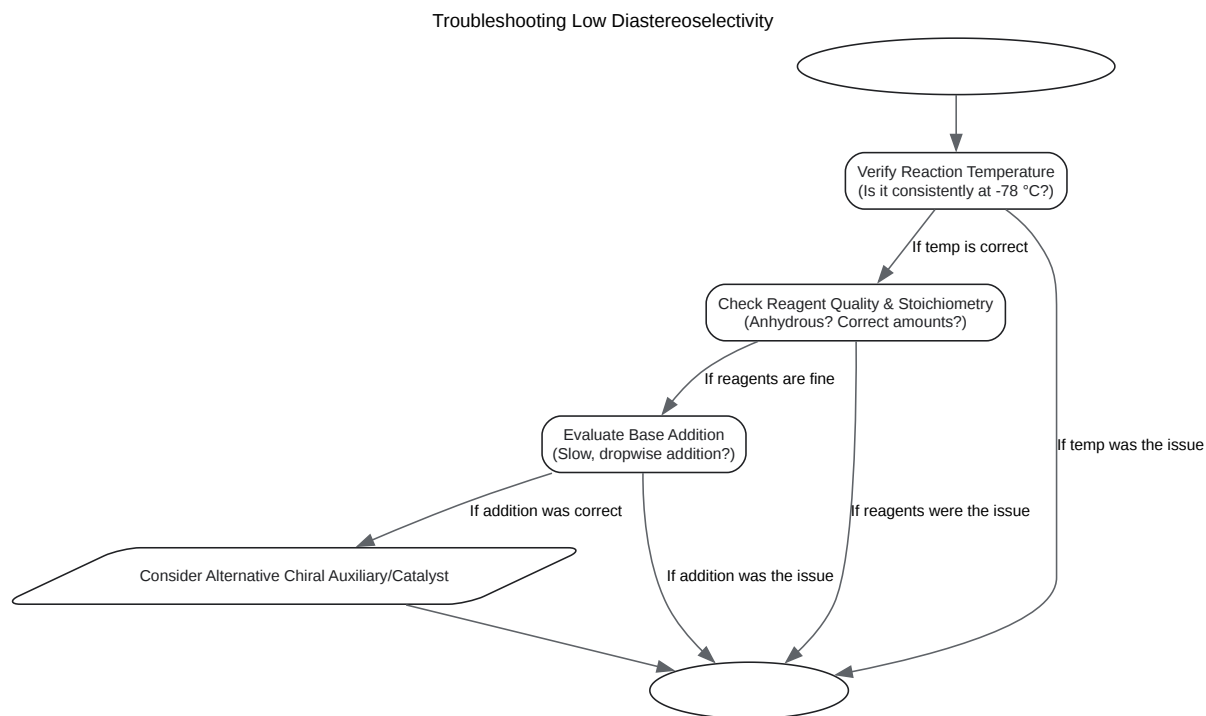 Troubleshooting Low Diastereoselectivity
Verify Reaction Temperature
(Is it consistently at -78 °C?)
If temp is correct
Check Reagent Quality & Stoichiometry
(Anhydrous? Correct amounts?)
If reagents are fine
Evaluate Base Addition
(Slow, dropwise addition?)
If temp was the issue
If addition was correct
If reagents were the issue
Consider Alternative Chiral Auxiliary/Catalyst
If addition was the issue